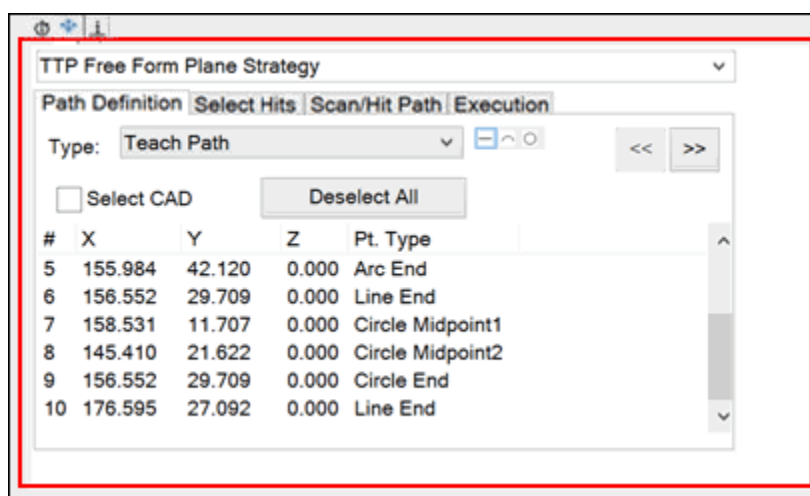 TTP Free Form Plane Strategy
Path Definition Select Hits Scan/Hit Path Execution
Type: Teach Path << >>
Select CAD Deselect All
# X Y Z Pt. Type
5 155.984 42.120 0.000 Arc End
6 156.552 29.709 0.000 Line End
7 158.531 11.707 0.000 Circle Midpoint1
8 145.410 21.622 0.000 Circle Midpoint2
9 156.552 29.709 0.000 Circle End
10 176.595 27.092 0.000 Line End